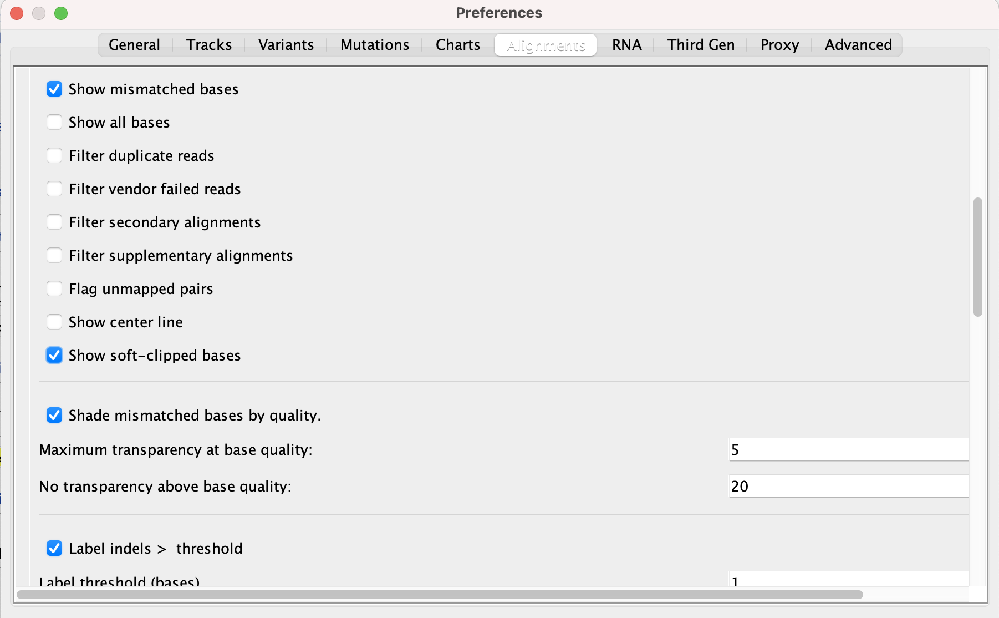 Preferences
General Tracks Variants Mutations Charts Alignments RNA Third Gen Proxy Advanced
Show mismatched bases
Show all bases
Filter duplicate reads
Filter vendor failed reads
Filter secondary alignments
Filter supplementary alignments
Flag unmapped pairs
Show center line
Show soft-clipped bases
Shade mismatched bases by quality.
Maximum transparency at base quality: 5
No transparency above base quality: 20
Label indels > threshold
Label threshold (bases) 1